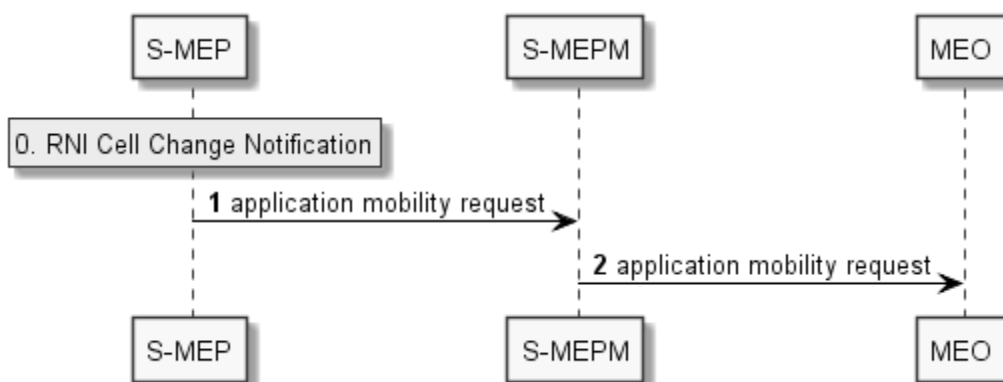 S-MEP S-MEPM MEO
0. RNI Cell Change Notification
1 application mobility request
2 application mobility request
S-MEP S-MEPM MEO